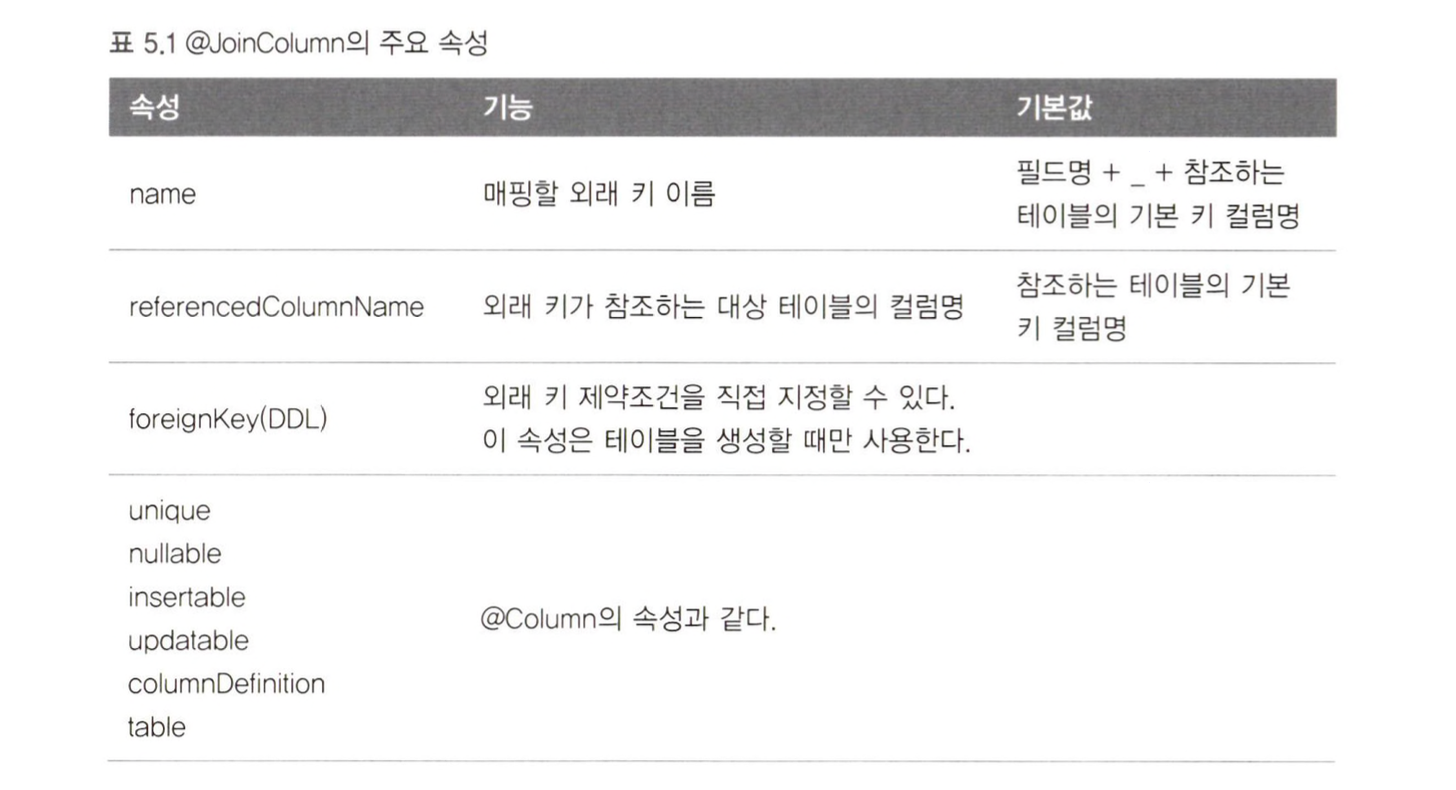 표 5.1 @JoinColumn의 주요 속성
속성 기능 기본값
name 매핑할 외래 키 이름 필드명 + _ + 참조하는
테이블의 기본 키 컬럼명
referencedColumnName 외래 키가 참조하는 대상 테이블의 컬럼명 참조하는 테이블의 기본
키 컬럼명
foreignKey(DDL) 외래 키 제약조건을 직접 지정할 수 있다.
이 속성은 테이블을 생성할 때만 사용한다.
unique
nullable
insertable
updatable
columnDefinition
table
@Column의 속성과 같다.